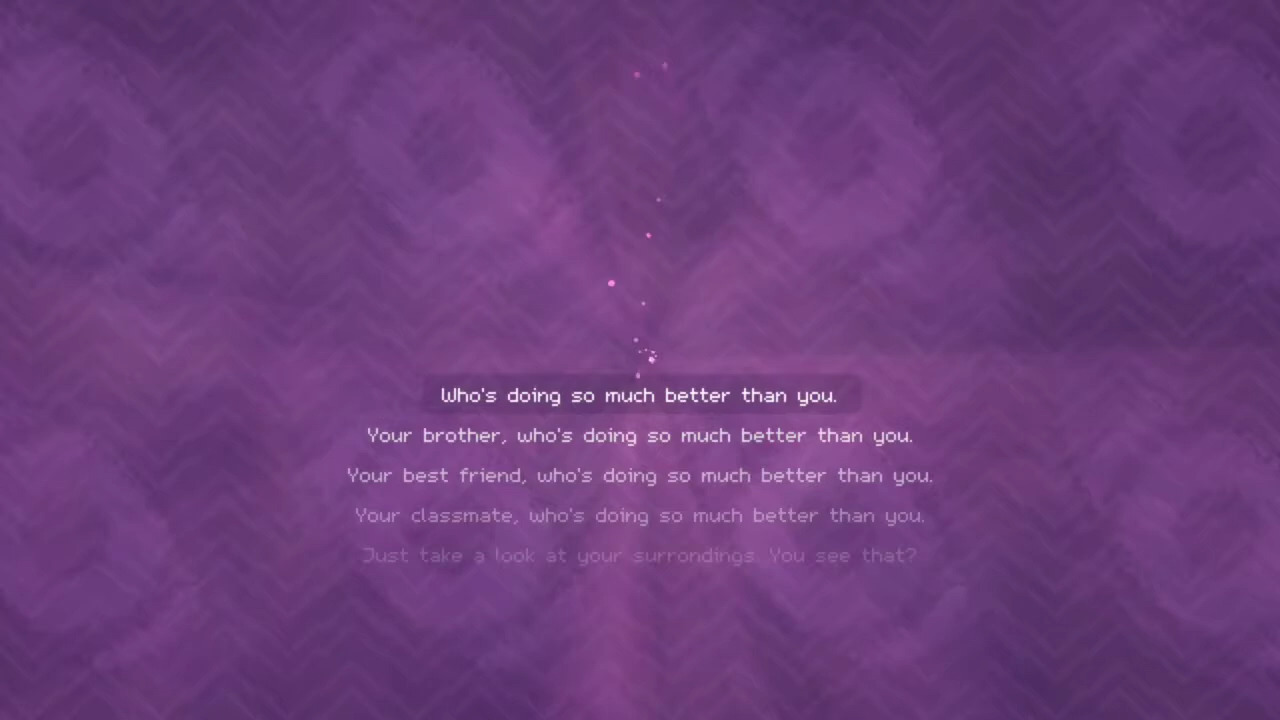 Who's doing so much better than you.
Your brother, who's doing so much better than you.
Your best friend, who's doing so much better than you.
Your classmate, who's doing so much better than you.
Just take a look at your surrondings. You see that?